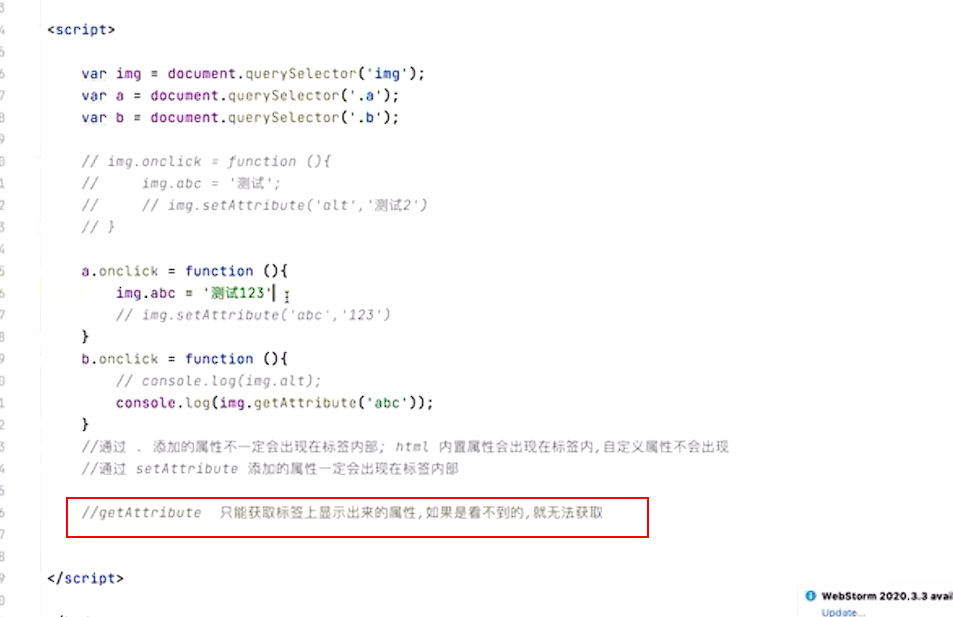 <script>
var img = document.querySelector('img');
var a = document.querySelector('.a');
var b = document.querySelector('.b');
// img.onclick = function (){
//     img.abc = '测试';
//     // img.setAttribute('alt','测试2')
// }
a.onclick = function (){
img.abc = '测试123'
// img.setAttribute('abc','123')
}
b.onclick = function (){
// console.log(img.alt);
console.log(img.getAttribute('abc'));
}
//通过 . 添加的属性不一定会出现在标签内部; html 内置属性会出现在标签内,自定义属性不会出现
//通过 setAttribute 添加的属性一定会出现在标签内部
//getAttribute  只能获取标签上显示出来的属性,如果是看不到的,就无法获取
</script>
WebStorm 2020.3.3 avai
Update...